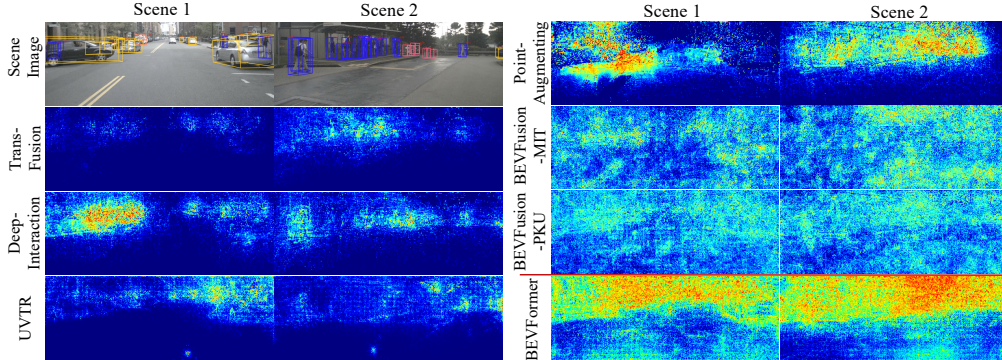 Scene 1
Scene 2
Scene
Image
Trans-
Fusion
Deep-
Interaction
UVTR
Scene 1
Scene 2
Point-
Augmenting
BEVFusion
-MIT
BEVFusion
-PKU
BEVFormer